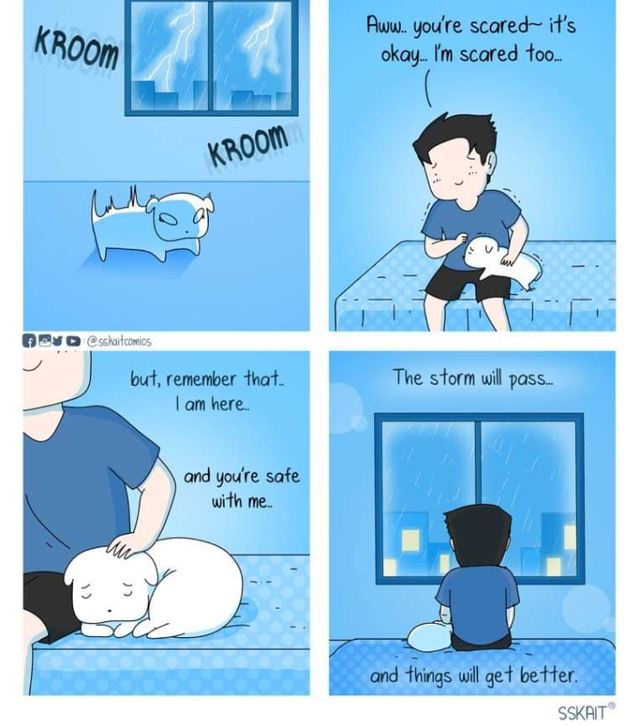 KROOM
KROOM
Aww.. you're scared~ it's
okay... I'm scared too...
@sskaitcomics
but, remember that..
I am here..
and you're safe
with me..
The storm will pass...
and things will get better.
SSKAIT®